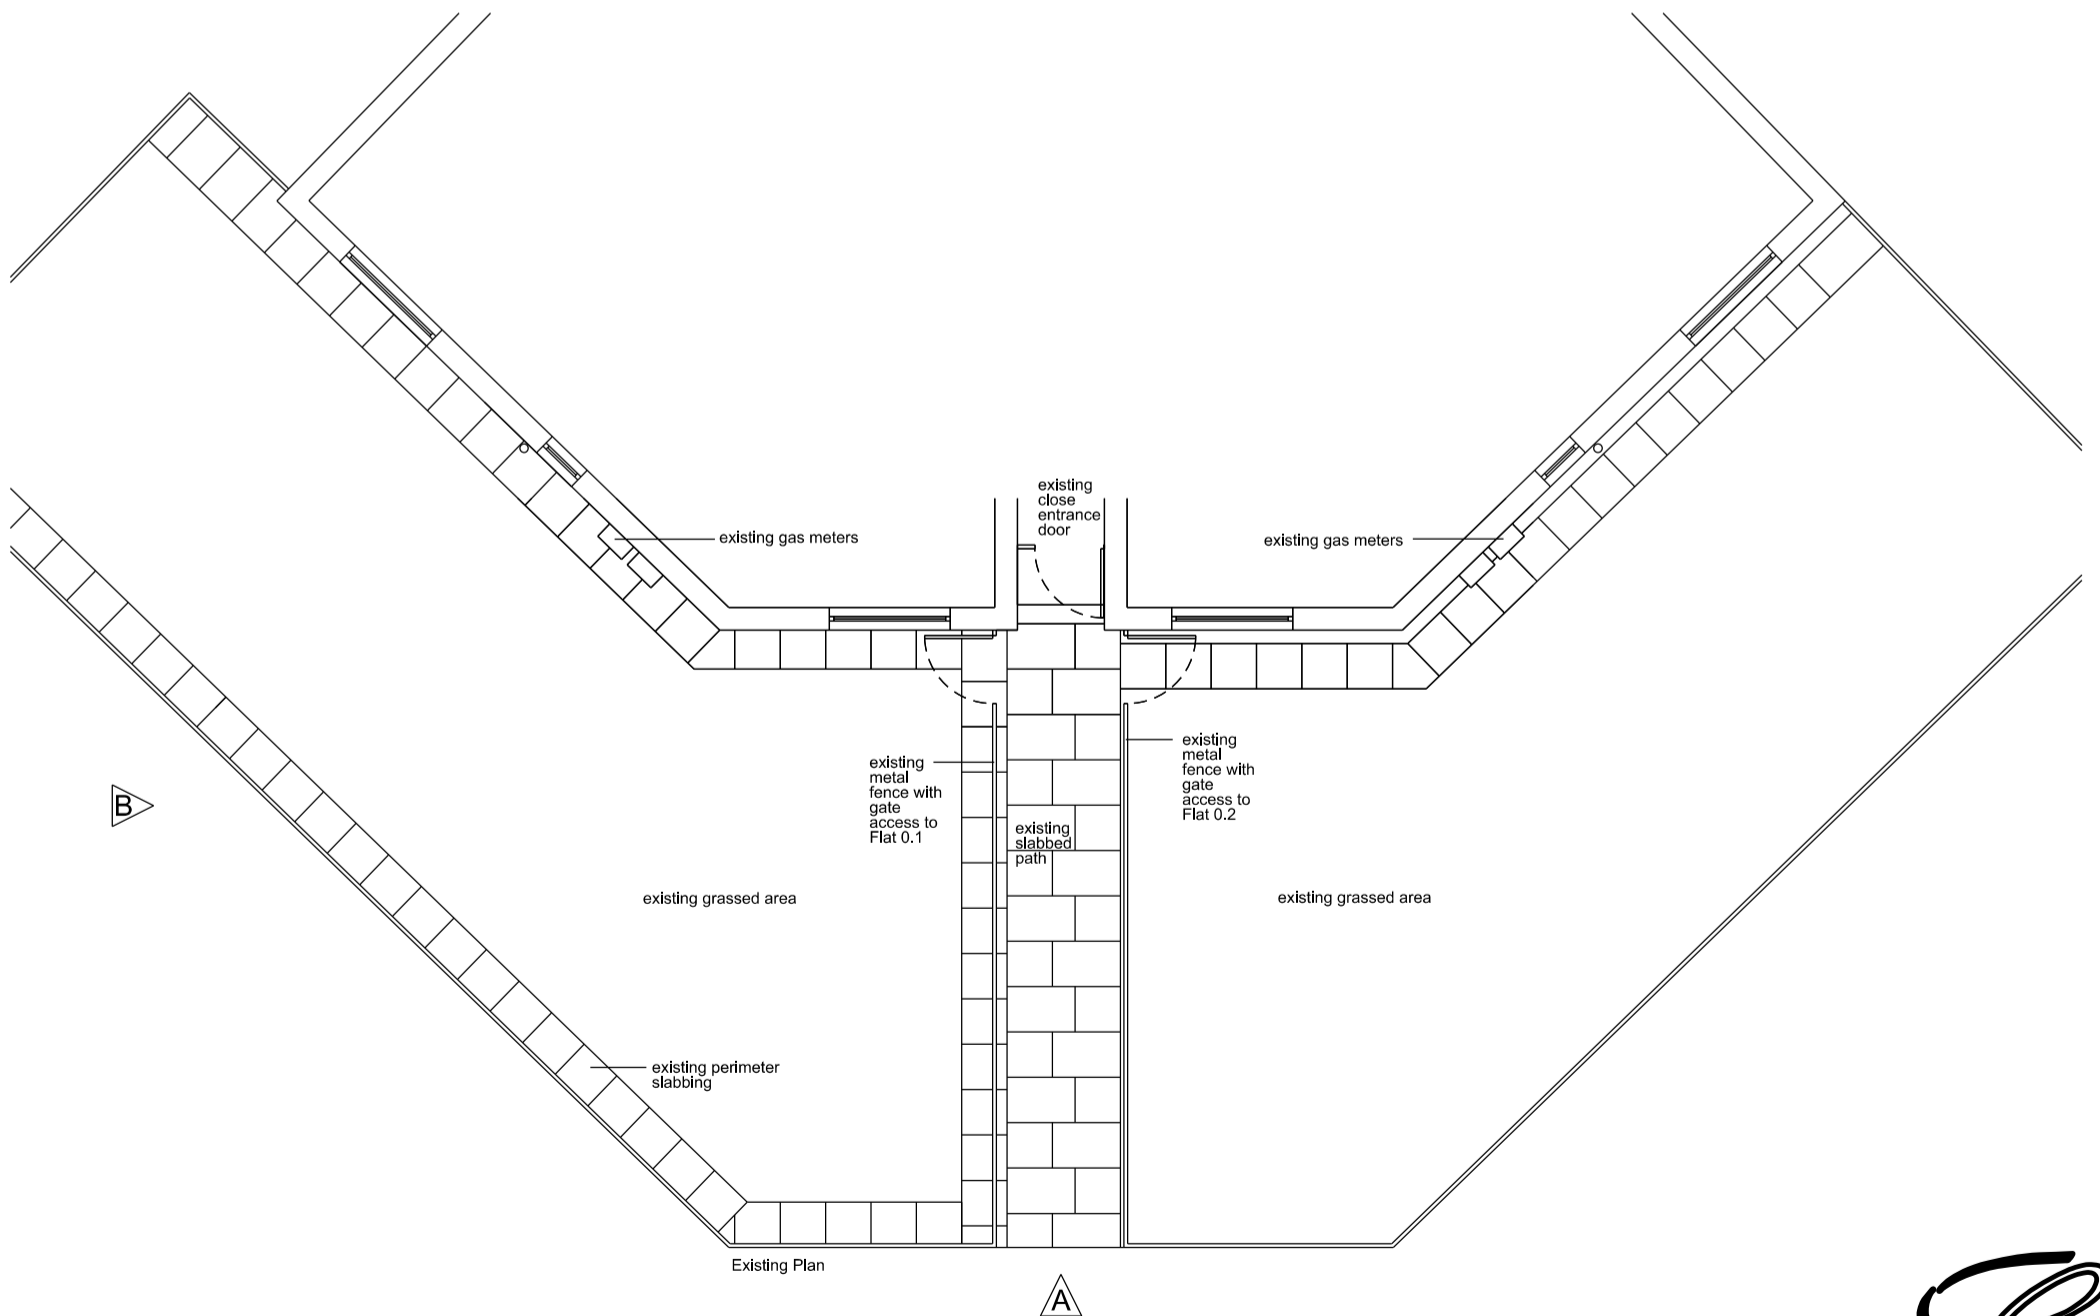 existing
close
entrance
door
existing gas meters
existing gas meters
existing
metal
fence with
gate
access to
Flat 0.2
existing
metal
fence with
gate
access to
Flat 0.1
existing
slabbed
path
B
existing grassed area
existing grassed area
existing perimeter
slabbing
Existing Plan
A